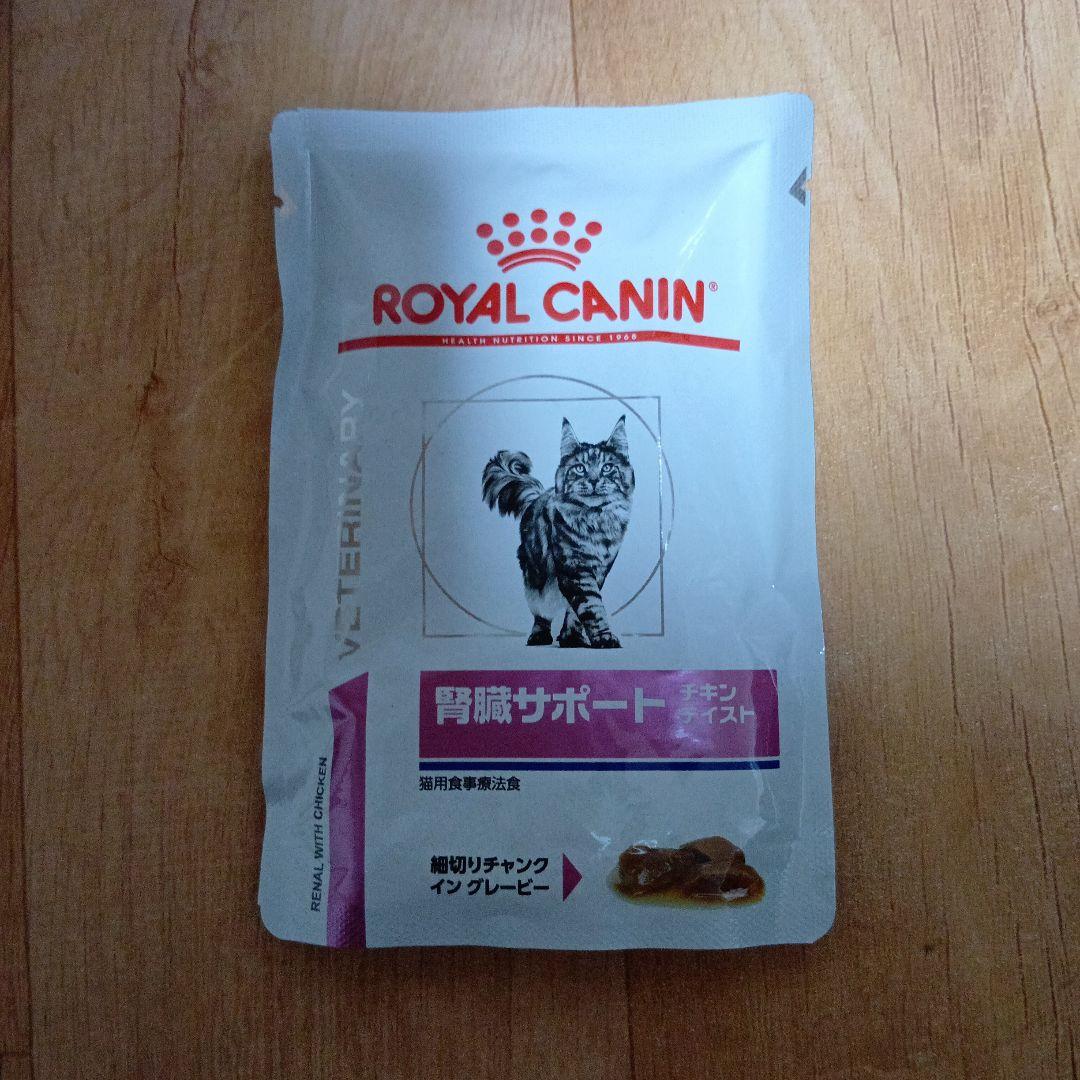 ROYAL CANIN®
HEALTH NUTRITION SINCE 1968
VETERINARY
腎臓サポート
チキン
テイスト
猫用食事療法食
RENAL WITH CHICKEN
細切りチャンク
イン グレービー